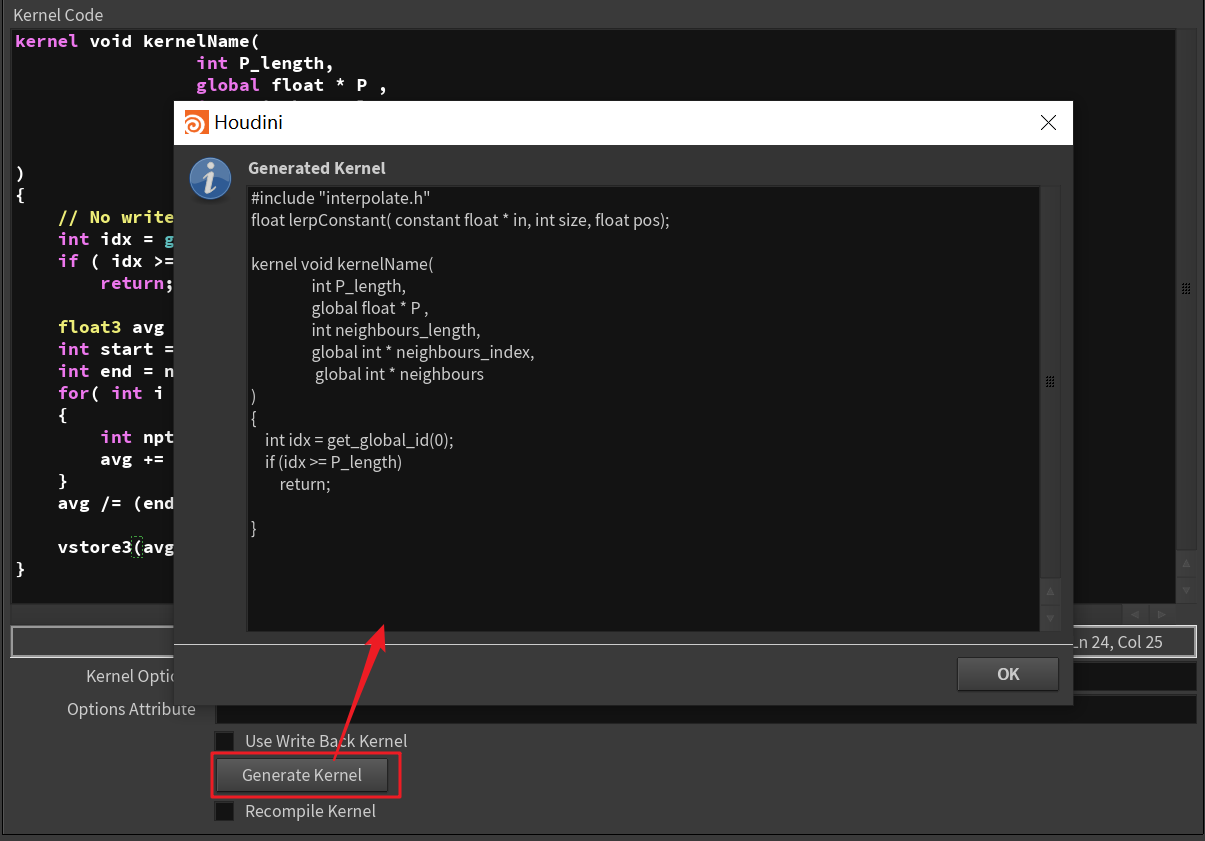 Kernel Code
kernel void kernelName(
int P_length,
global float * P ,
)
{
// No write
int idx = g
if ( idx >=
return;
float3 avg
int start =
int end = n
for( int i
{
int npt
avg +=
}
avg /= (end
vstore3(avg
}
Houdini
Generated Kernel
#include "interpolate.h"
float lerpConstant( constant float * in, int size, float pos);
kernel void kernelName(
int P_length,
global float * P ,
int neighbours_length,
global int * neighbours_index,
global int * neighbours
)
{
int idx = get_global_id(0);
if (idx >= P_length)
return;
}
OK
Ln 24, Col 25
Kernel Optio
Options Attribute
Use Write Back Kernel
Generate Kernel
Recompile Kernel